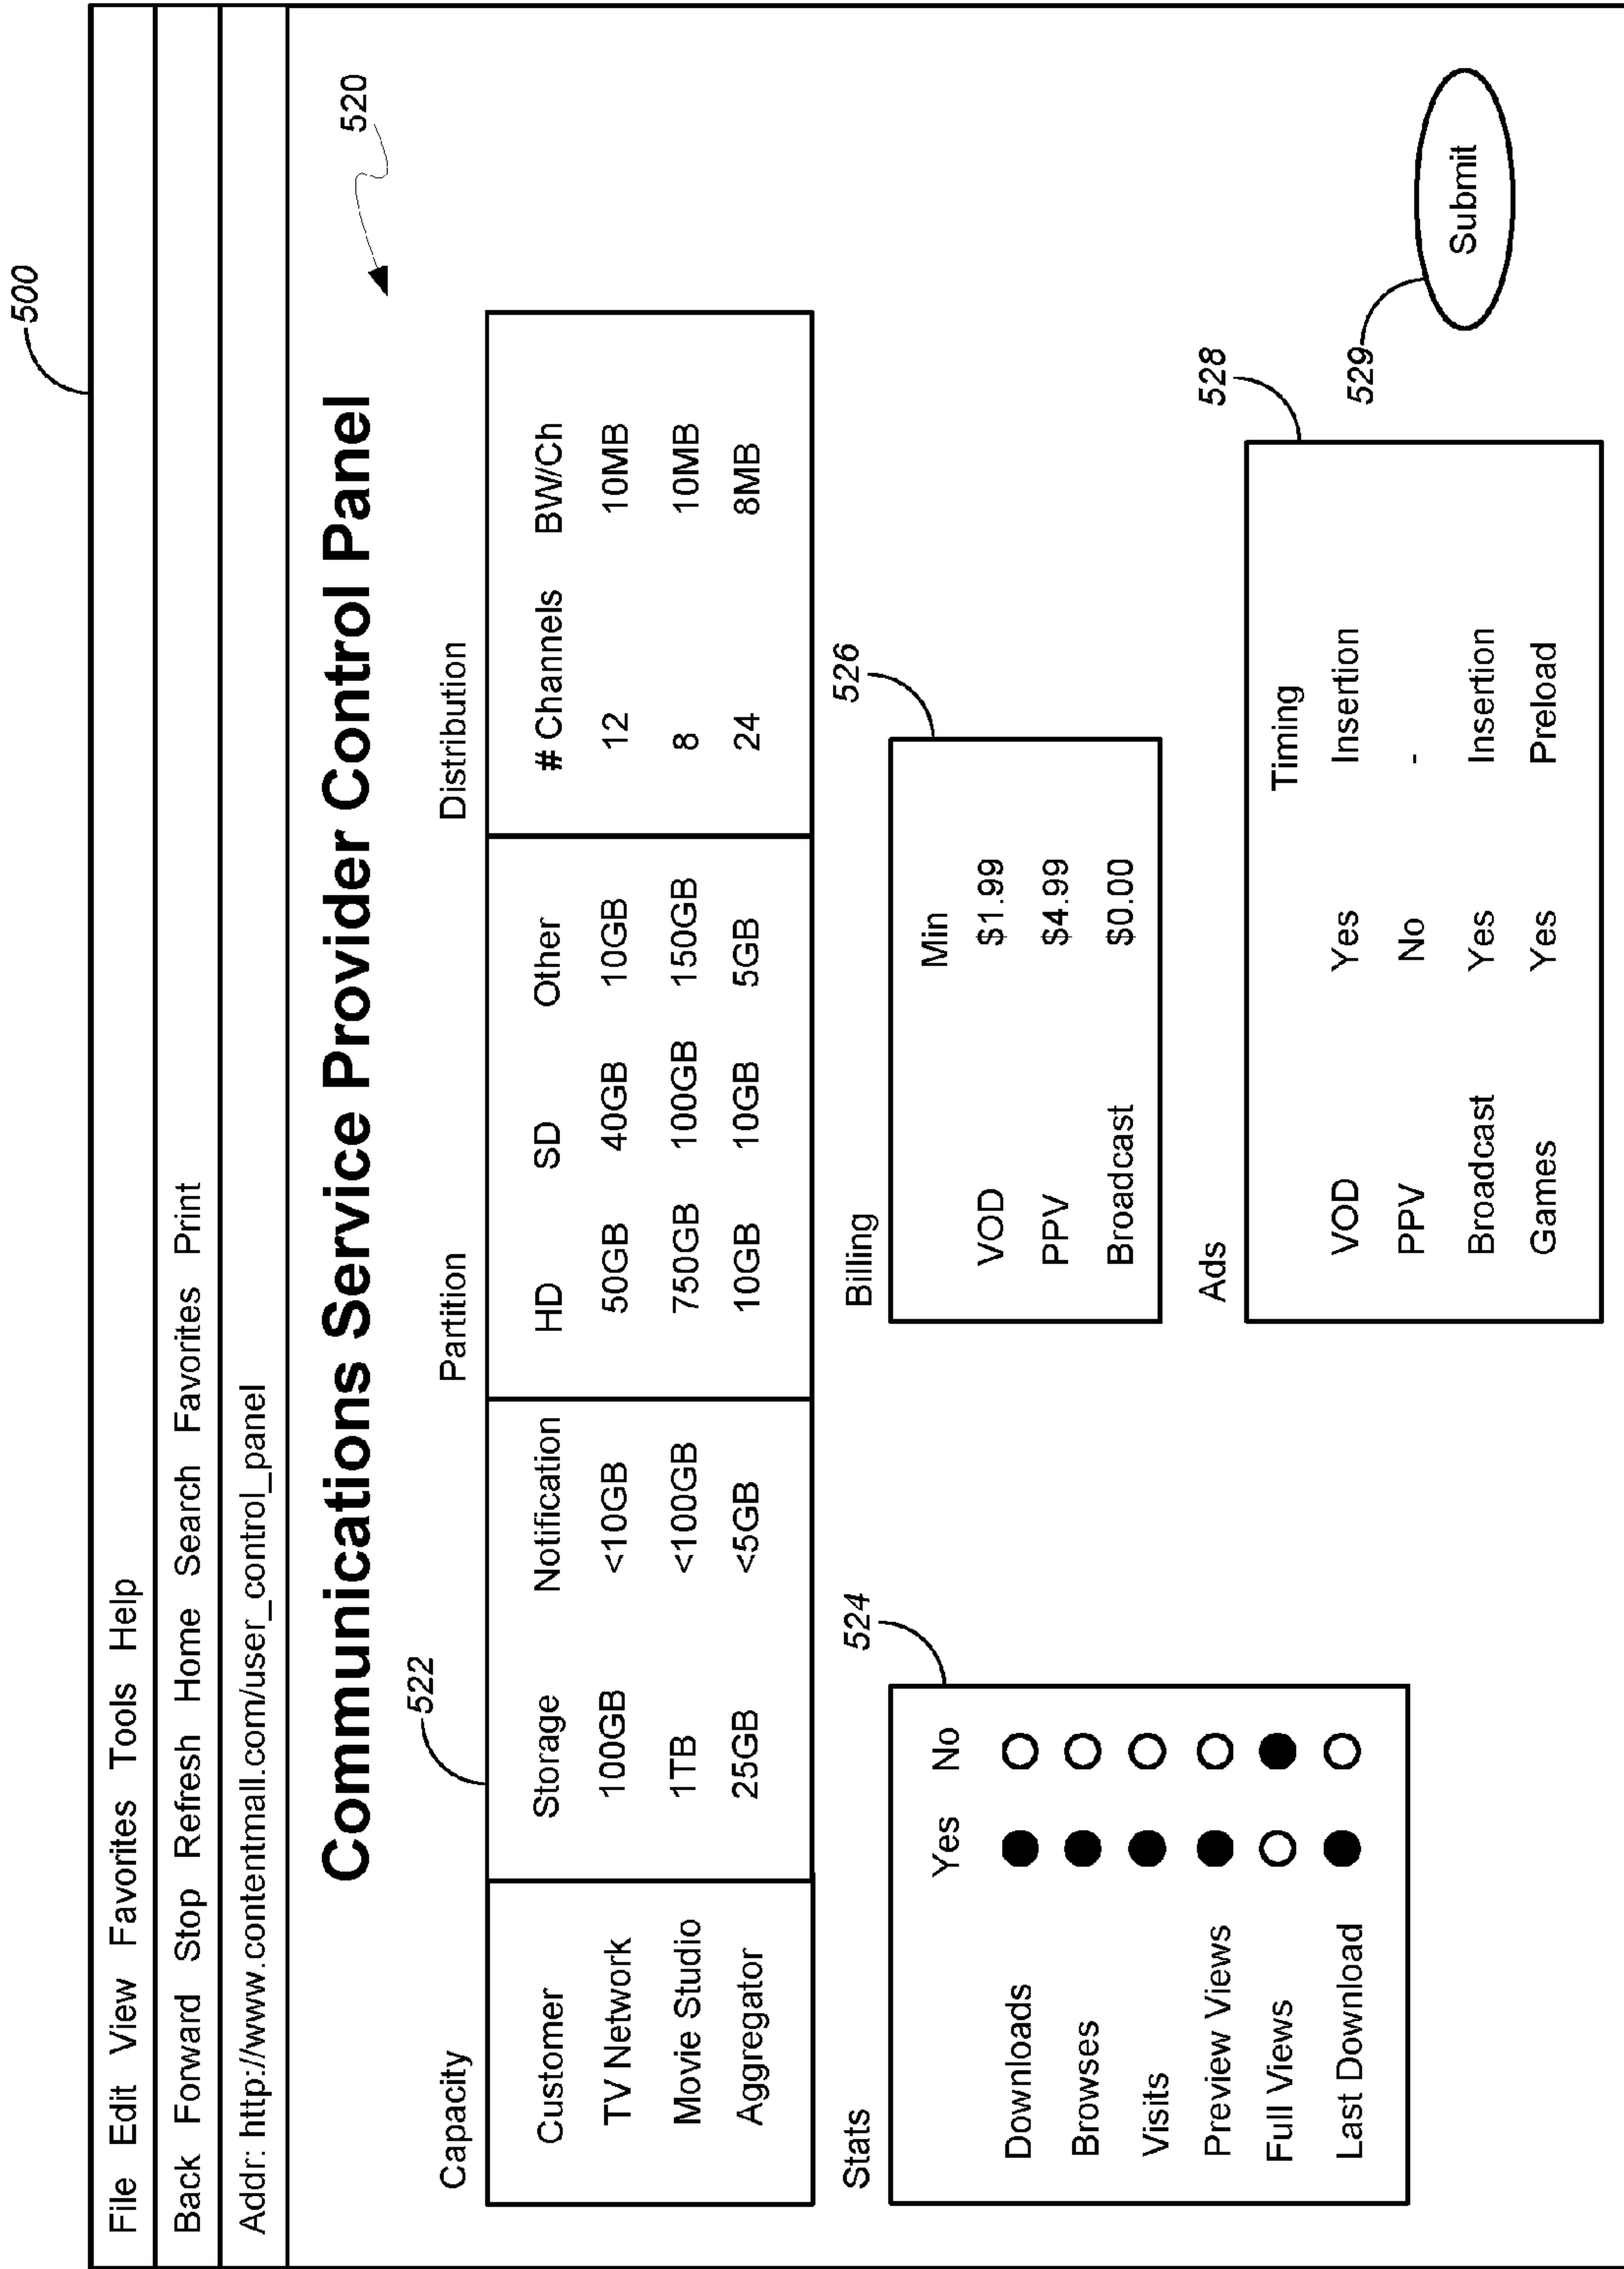 500
File Edit View Favorites Tools Help
Back Forward Stop Refresh Home Search Favorites Print
Addr: http://www.contentmall.com/user_control_panel
Communications Service Provider Control Panel
520
522
Capacity Partition Distribution
Customer Storage Notification HD SD Other # Channels BW/Ch
TV Network 100GB <10GB 50GB 40GB 10GB 12 10MB
Movie Studio 1TB <100GB 750GB 100GB 150GB 8 10MB
Aggregator 25GB <5GB 10GB 10GB 5GB 24 8MB
Stats
524
Yes No
Downloads
Browses
Visits
Preview Views
Full Views
Last Download
Billing
526
Min
VOD $1.99
PPV $4.99
Broadcast $0.00
Ads
528
Timing
VOD Yes Insertion
PPV No -
Broadcast Yes Insertion
Games Yes Preload
529
Submit